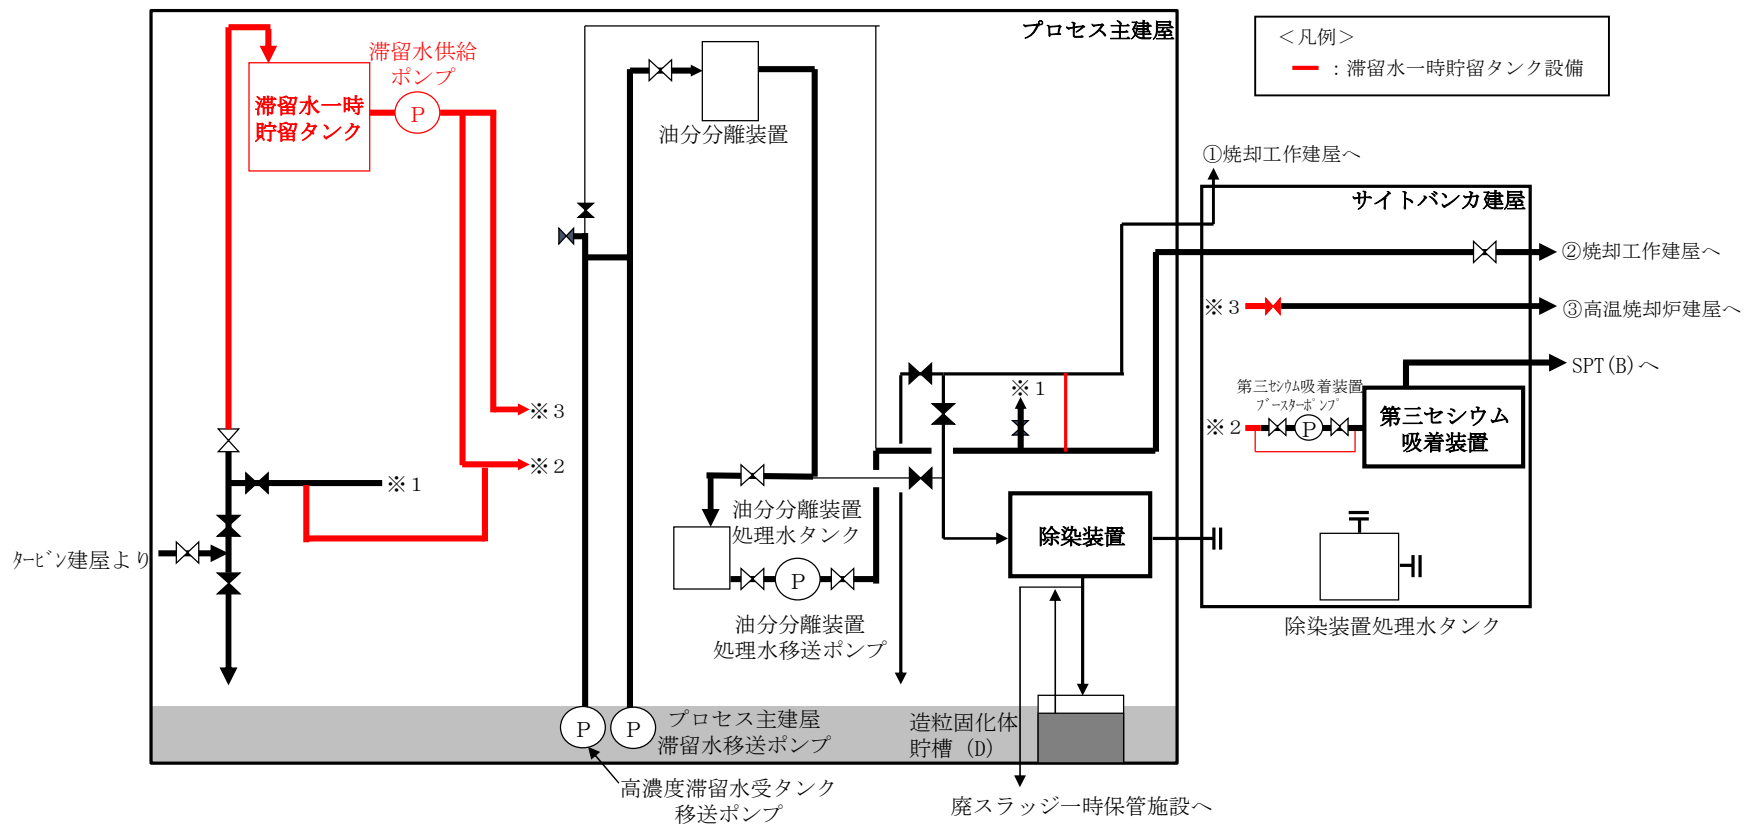 プロセス主建屋
＜凡例＞
：滞留水一時貯留タンク設備
滞留水供給
ポンプ
滞留水一時
貯留タンク
P
油分分離装置
①焼却工作建屋へ
サイトバンカ建屋
②焼却工作建屋へ
※3
③高温焼却炉建屋へ
SPT(B)へ
第三セシウム吸着装置
ブースターポンプ
※2
P
第三セシウム
吸着装置
※1
※3
※2
※1
油分分離装置
処理水タンク
除染装置
タービン建屋より
P
油分分離装置
処理水移送ポンプ
除染装置処理水タンク
P
P
プロセス主建屋
滞留水移送ポンプ
造粒固化体
貯槽（D）
高濃度滞留水受タンク
移送ポンプ
廃スラッジ一時保管施設へ